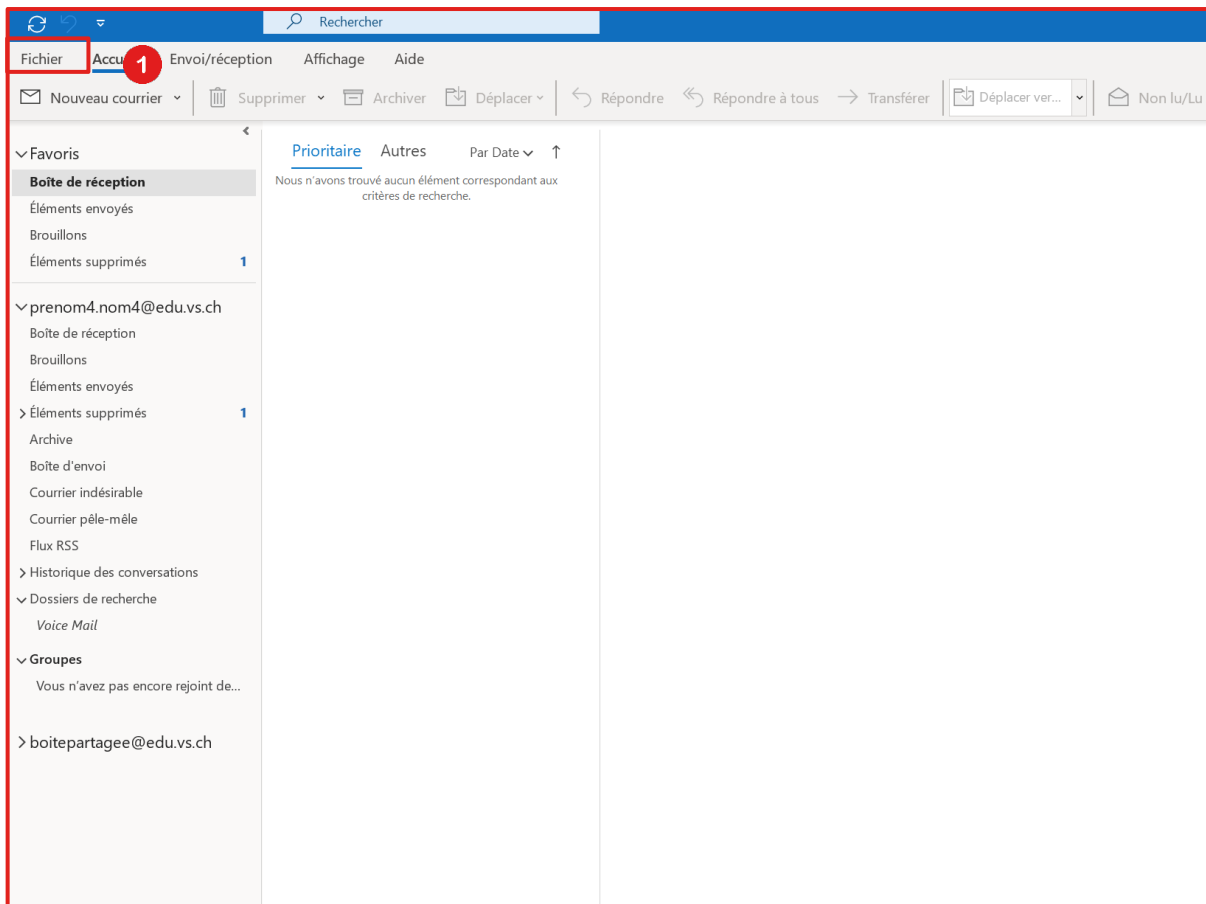 Rechercher
Fichier Accu 1 Envoi/réception Affichage Aide
Nouveau courrier Supprimer Archiver Déplacer Répondre Répondre à tous Transférer Déplacer ver... Non lu/Lu
Favoris
Boîte de réception
Éléments envoyés
Brouillons
Éléments supprimés 1
prenom4.nom4@edu.vs.ch
Boîte de réception
Brouillons
Éléments envoyés
Éléments supprimés 1
Archive
Boîte d'envoi
Courrier indésirable
Courrier pêle-mêle
Flux RSS
Historique des conversations
Dossiers de recherche
Voice Mail
Groupes
Vous n'avez pas encore rejoint de...
boitepartagee@edu.vs.ch
Prioritaire Autres Par Date
Nous n'avons trouvé aucun élément correspondant aux
critères de recherche.